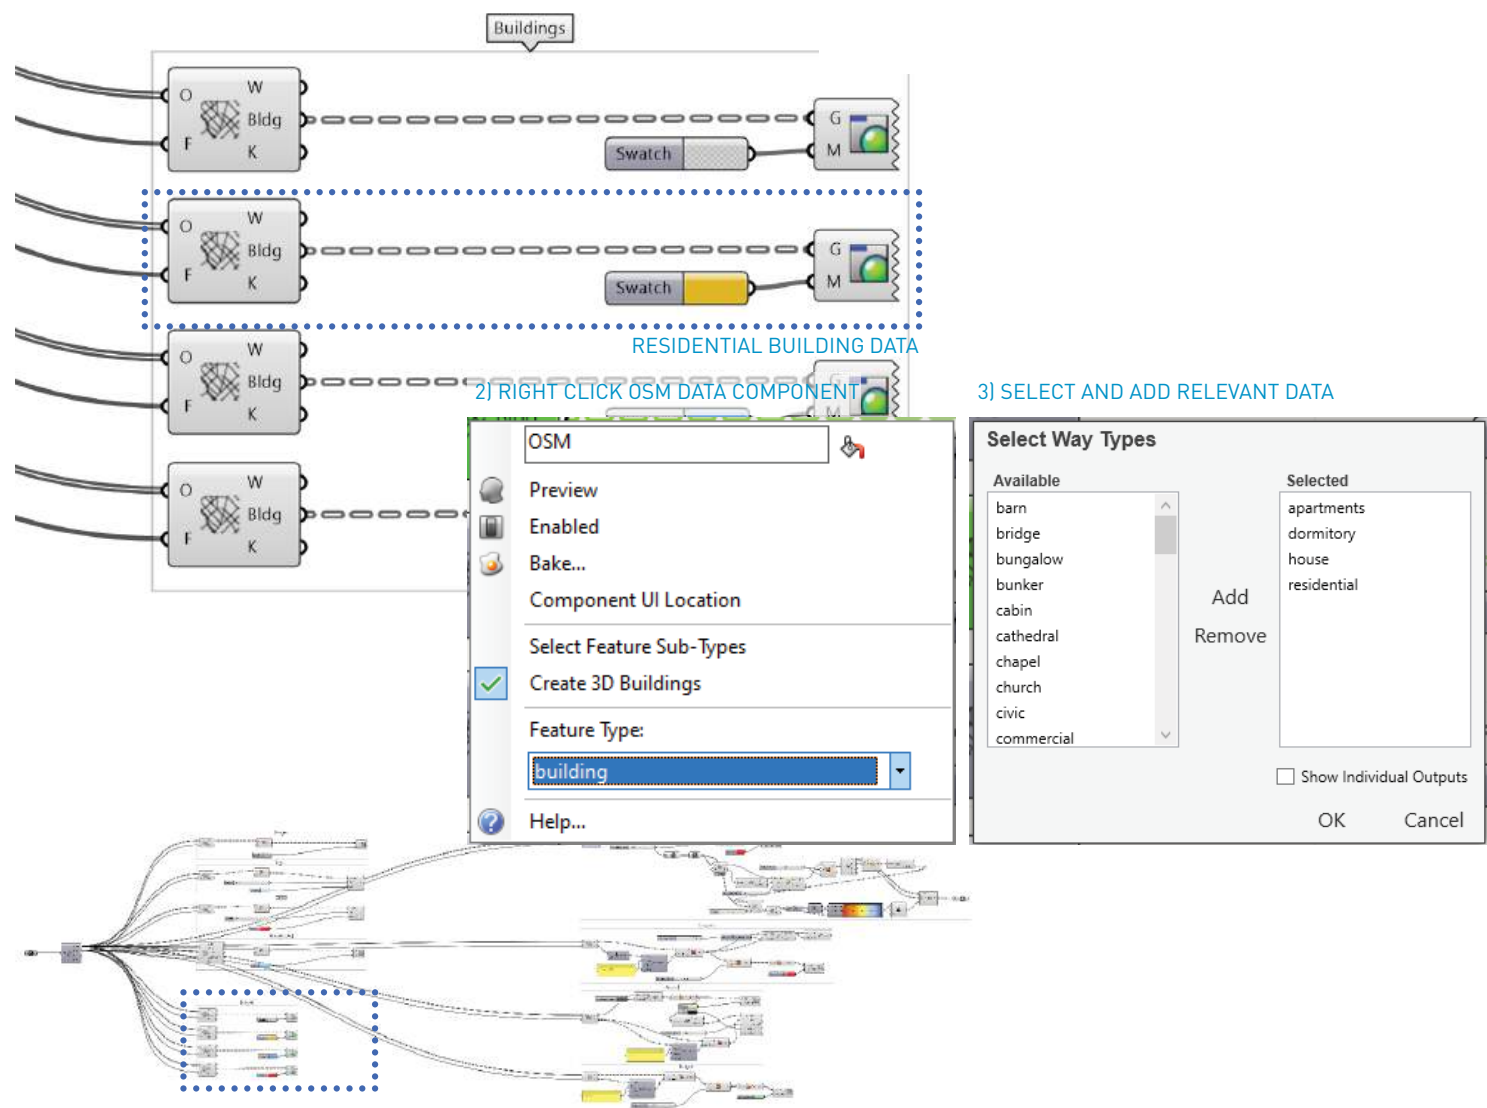 Buildings
O
F
W
Bldg
K
G
M
Swatch
O
F
W
Bldg
K
G
M
Swatch
RESIDENTIAL BUILDING DATA
O
F
W
Bldg
K
G
M
2) RIGHT CLICK OSM DATA COMPONENT
3) SELECT AND ADD RELEVANT DATA
O
F
W
Bldg
K
OSM
Preview
Enabled
Bake...
Component UI Location
Select Feature Sub-Types
Create 3D Buildings
Feature Type:
building
Help...
Select Way Types
Available
Selected
barn
bridge
bungalow
bunker
cabin
cathedral
chapel
church
civic
commercial
Add
Remove
apartments
dormitory
house
residential
Show Individual Outputs
OK
Cancel